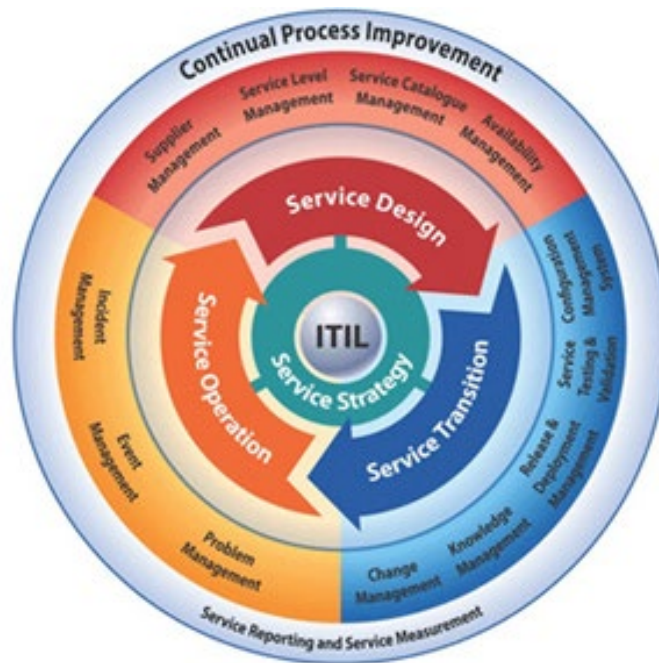 Continual Process Improvement
Supplier
Management
Service Level
Management
Service Catalogue
Management
Availability
Management
Configuration
Management
System
Service
Testing &
Validation
Release &
Deployment
Management
Knowledge
Management
Change
Management
Problem
Management
Event
Management
Incident
Management
Service Design
Service Transition
Service Operation
Service Strategy
ITIL
Service Reporting and Service Measurement